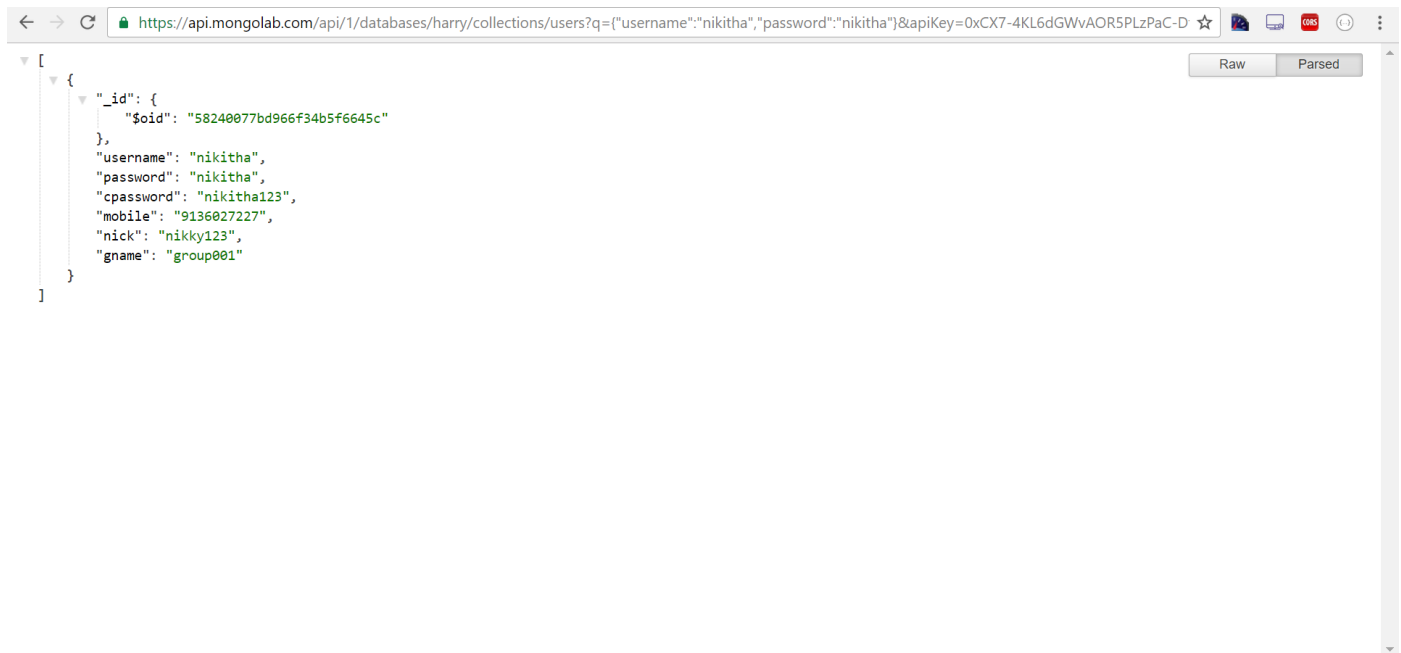 https://api.mongolab.com/api/1/databases/harry/collections/users?q={"username":"nikitha","password":"nikitha"}&apiKey=0xCX7-4KL6dGWvAOR5PLzPaC-D
CORS
Raw Parsed
[
{
"_id": {
"$oid": "58240077bd966f34b5f6645c"
},
"username": "nikitha",
"password": "nikitha",
"cpassword": "nikitha123",
"mobile": "9136027227",
"nick": "nikky123",
"gname": "group001"
}
]